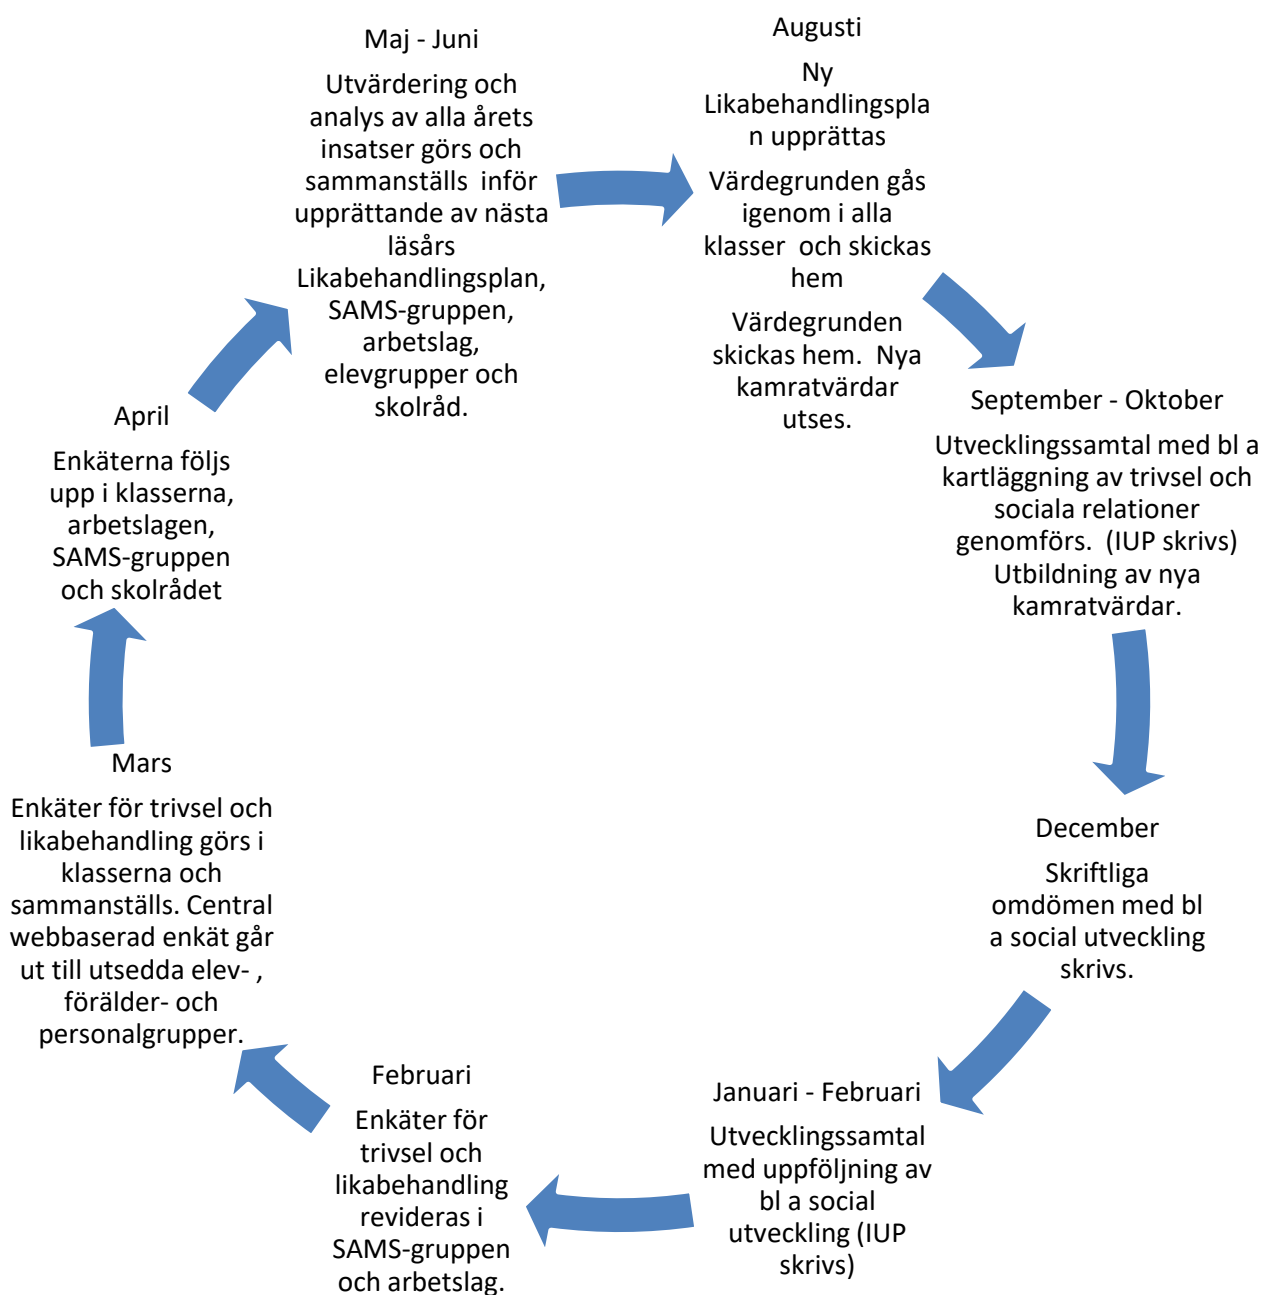 Augusti
Ny
Likabehandlingspla
n upprättas
Värdegrunden gås
igenom i alla
klasser och skickas
hem
Värdegrunden
skickas hem. Nya
kamratvärdar
utses.
September - Oktober
Utvecklingssamtal med bl a
kartläggning av trivsel och
sociala relationer
genomförs. (IUP skrivs)
Utbildning av nya
kamratvärdar.
December
Skriftliga
omdömen med bl
a social utveckling
skrivs.
Januari - Februari
Utvecklingssamtal
med uppföljning av
bl a social
utveckling (IUP
skrivs)
Februari
Enkäter för
trivsel och
likabehandling
revideras i
SAMS-gruppen
och arbetslag.
Mars
Enkäter för trivsel och
likabehandling görs i
klasserna och
sammanställs. Central
webbaserad enkät går
ut till utsedda elev- ,
förälder- och
personalgrupper.
April
Enkäterna följs
upp i klasserna,
arbetslagen,
SAMS-gruppen
och skolrådet
Maj - Juni
Utvärdering och
analys av alla årets
insatser görs och
sammanställs inför
upprättande av nästa
läsårs
Likabehandlingsplan,
SAMS-gruppen,
arbetslag,
elevgrupper och
skolråd.